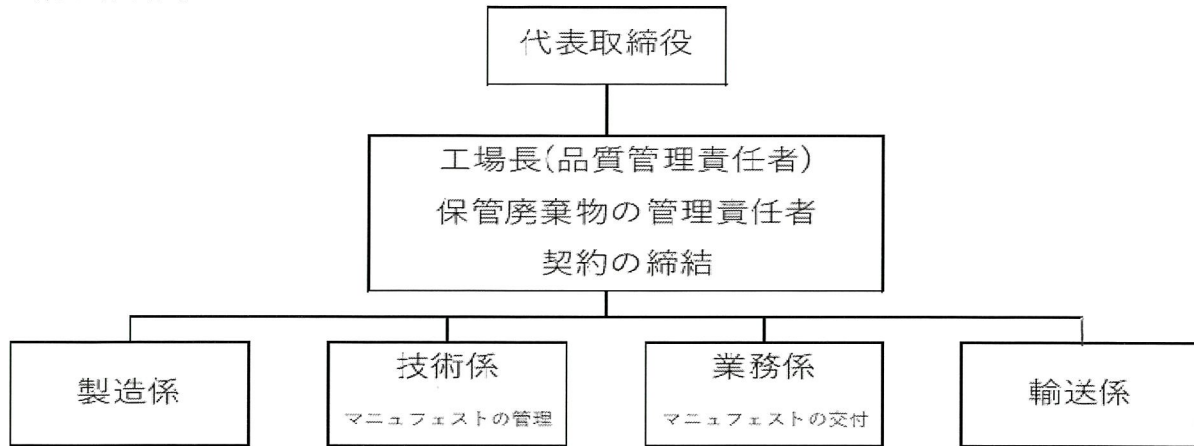 代表取締役
工場長(品質管理責任者)
保管廃棄物の管理責任者
契約の締結
製造係
技術係
マニュフェストの管理
業務係
マニュフェストの交付
輸送係